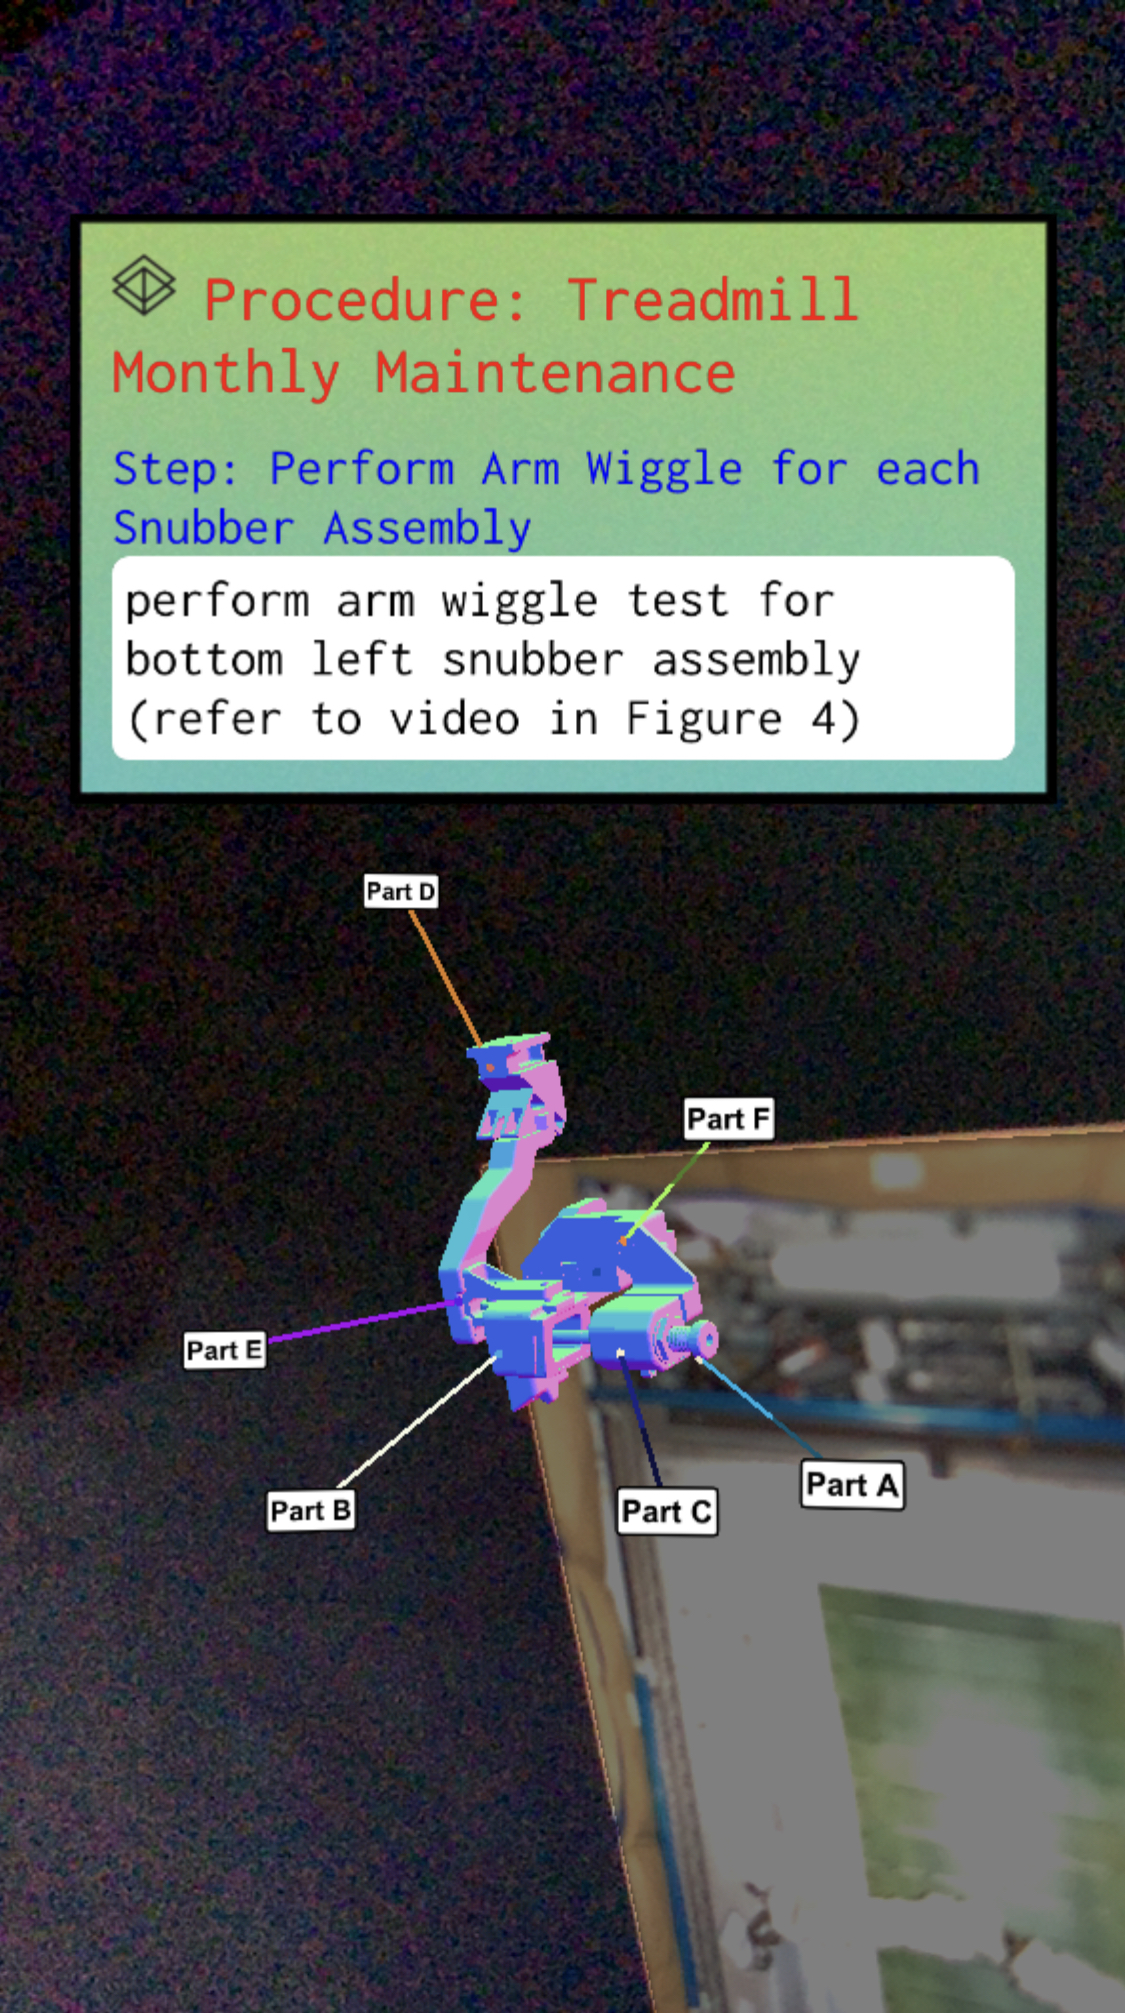 Procedure: Treadmill
Monthly Maintenance
Step: Perform Arm Wiggle for each
Snubber Assembly
perform arm wiggle test for
bottom left snubber assembly
(refer to video in Figure 4)
Part D
Part F
Part E
Part A
Part B
Part C